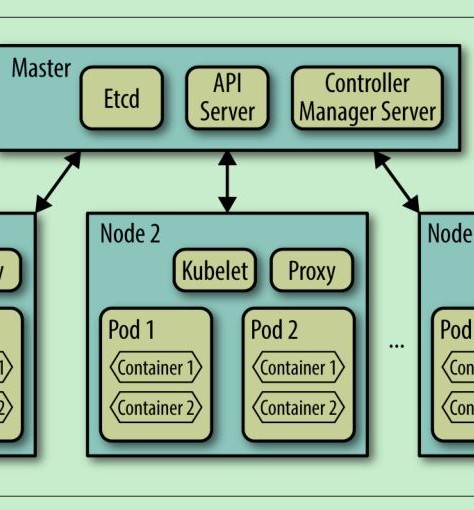 Master
Etcd
API
Server
Controller
Manager Server
y
1
2
Node 2
Kubelet
Proxy
Pod 1
Container 1
Container 2
Pod 2
Container 1
Container 2
...
Node
Pod
Con
Con